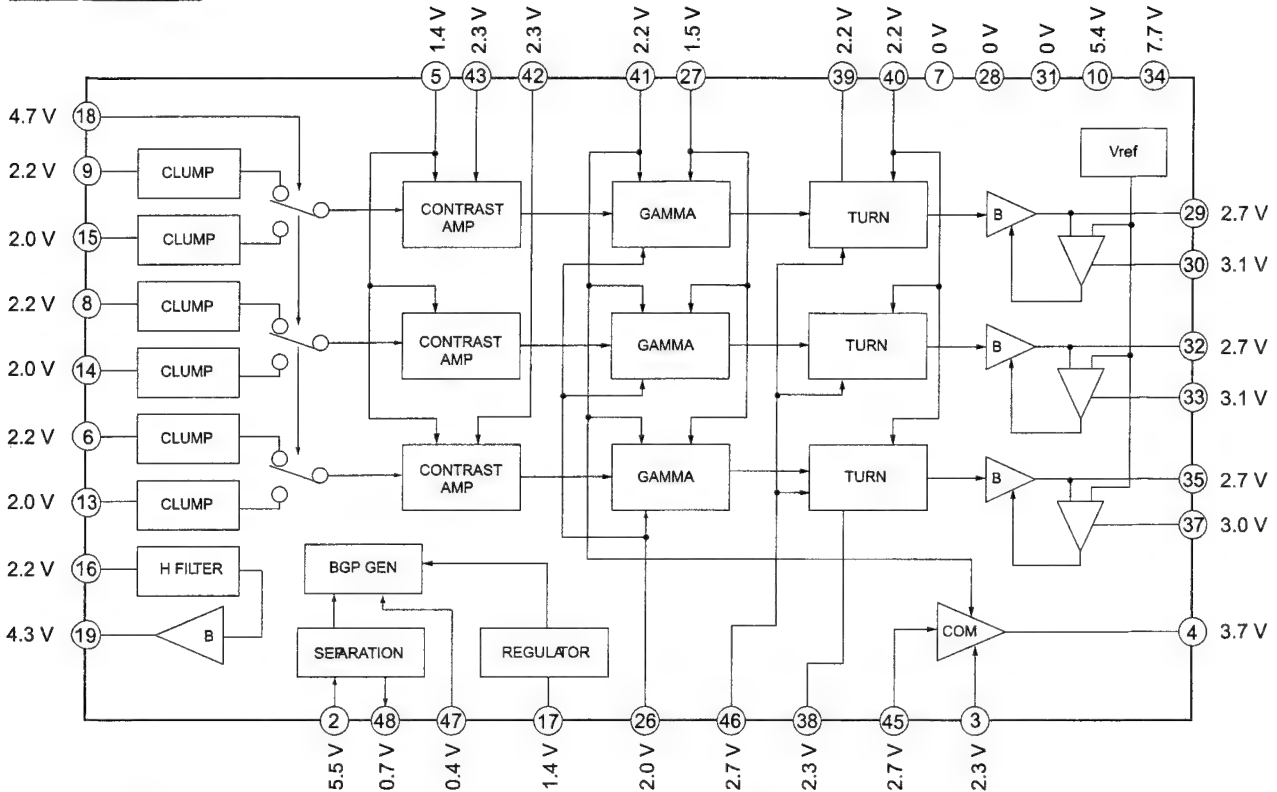 1.4 V 2.3 V 2.3 V 2.2 V 1.5 V 2.2 V 2.2 V 0 V 0 V 0 V 5.4 V 7.7 V
5 43 42 41 27 39 40 7 28 31 10 34
4.7 V 18
2.2 V 9 CLUMP
Vref
CONTRAST AMP GAMMA TURN B 29 2.7 V
2.0 V 15 CLUMP
30 3.1 V
2.2 V 8 CLUMP
CONTRAST AMP GAMMA TURN B 32 2.7 V
2.0 V 14 CLUMP
33 3.1 V
2.2 V 6 CLUMP
CONTRAST AMP GAMMA TURN B 35 2.7 V
2.0 V 13 CLUMP
37 3.0 V
2.2 V 16 H FILTER BGP GEN
4.3 V 19 B SEPARATION REGULATOR COM 4 3.7 V
2 48 47 17 26 46 38 45 3
5.5 V 0.7 V 0.4 V 1.4 V 2.0 V 2.7 V 2.3 V 2.7 V 2.3 V